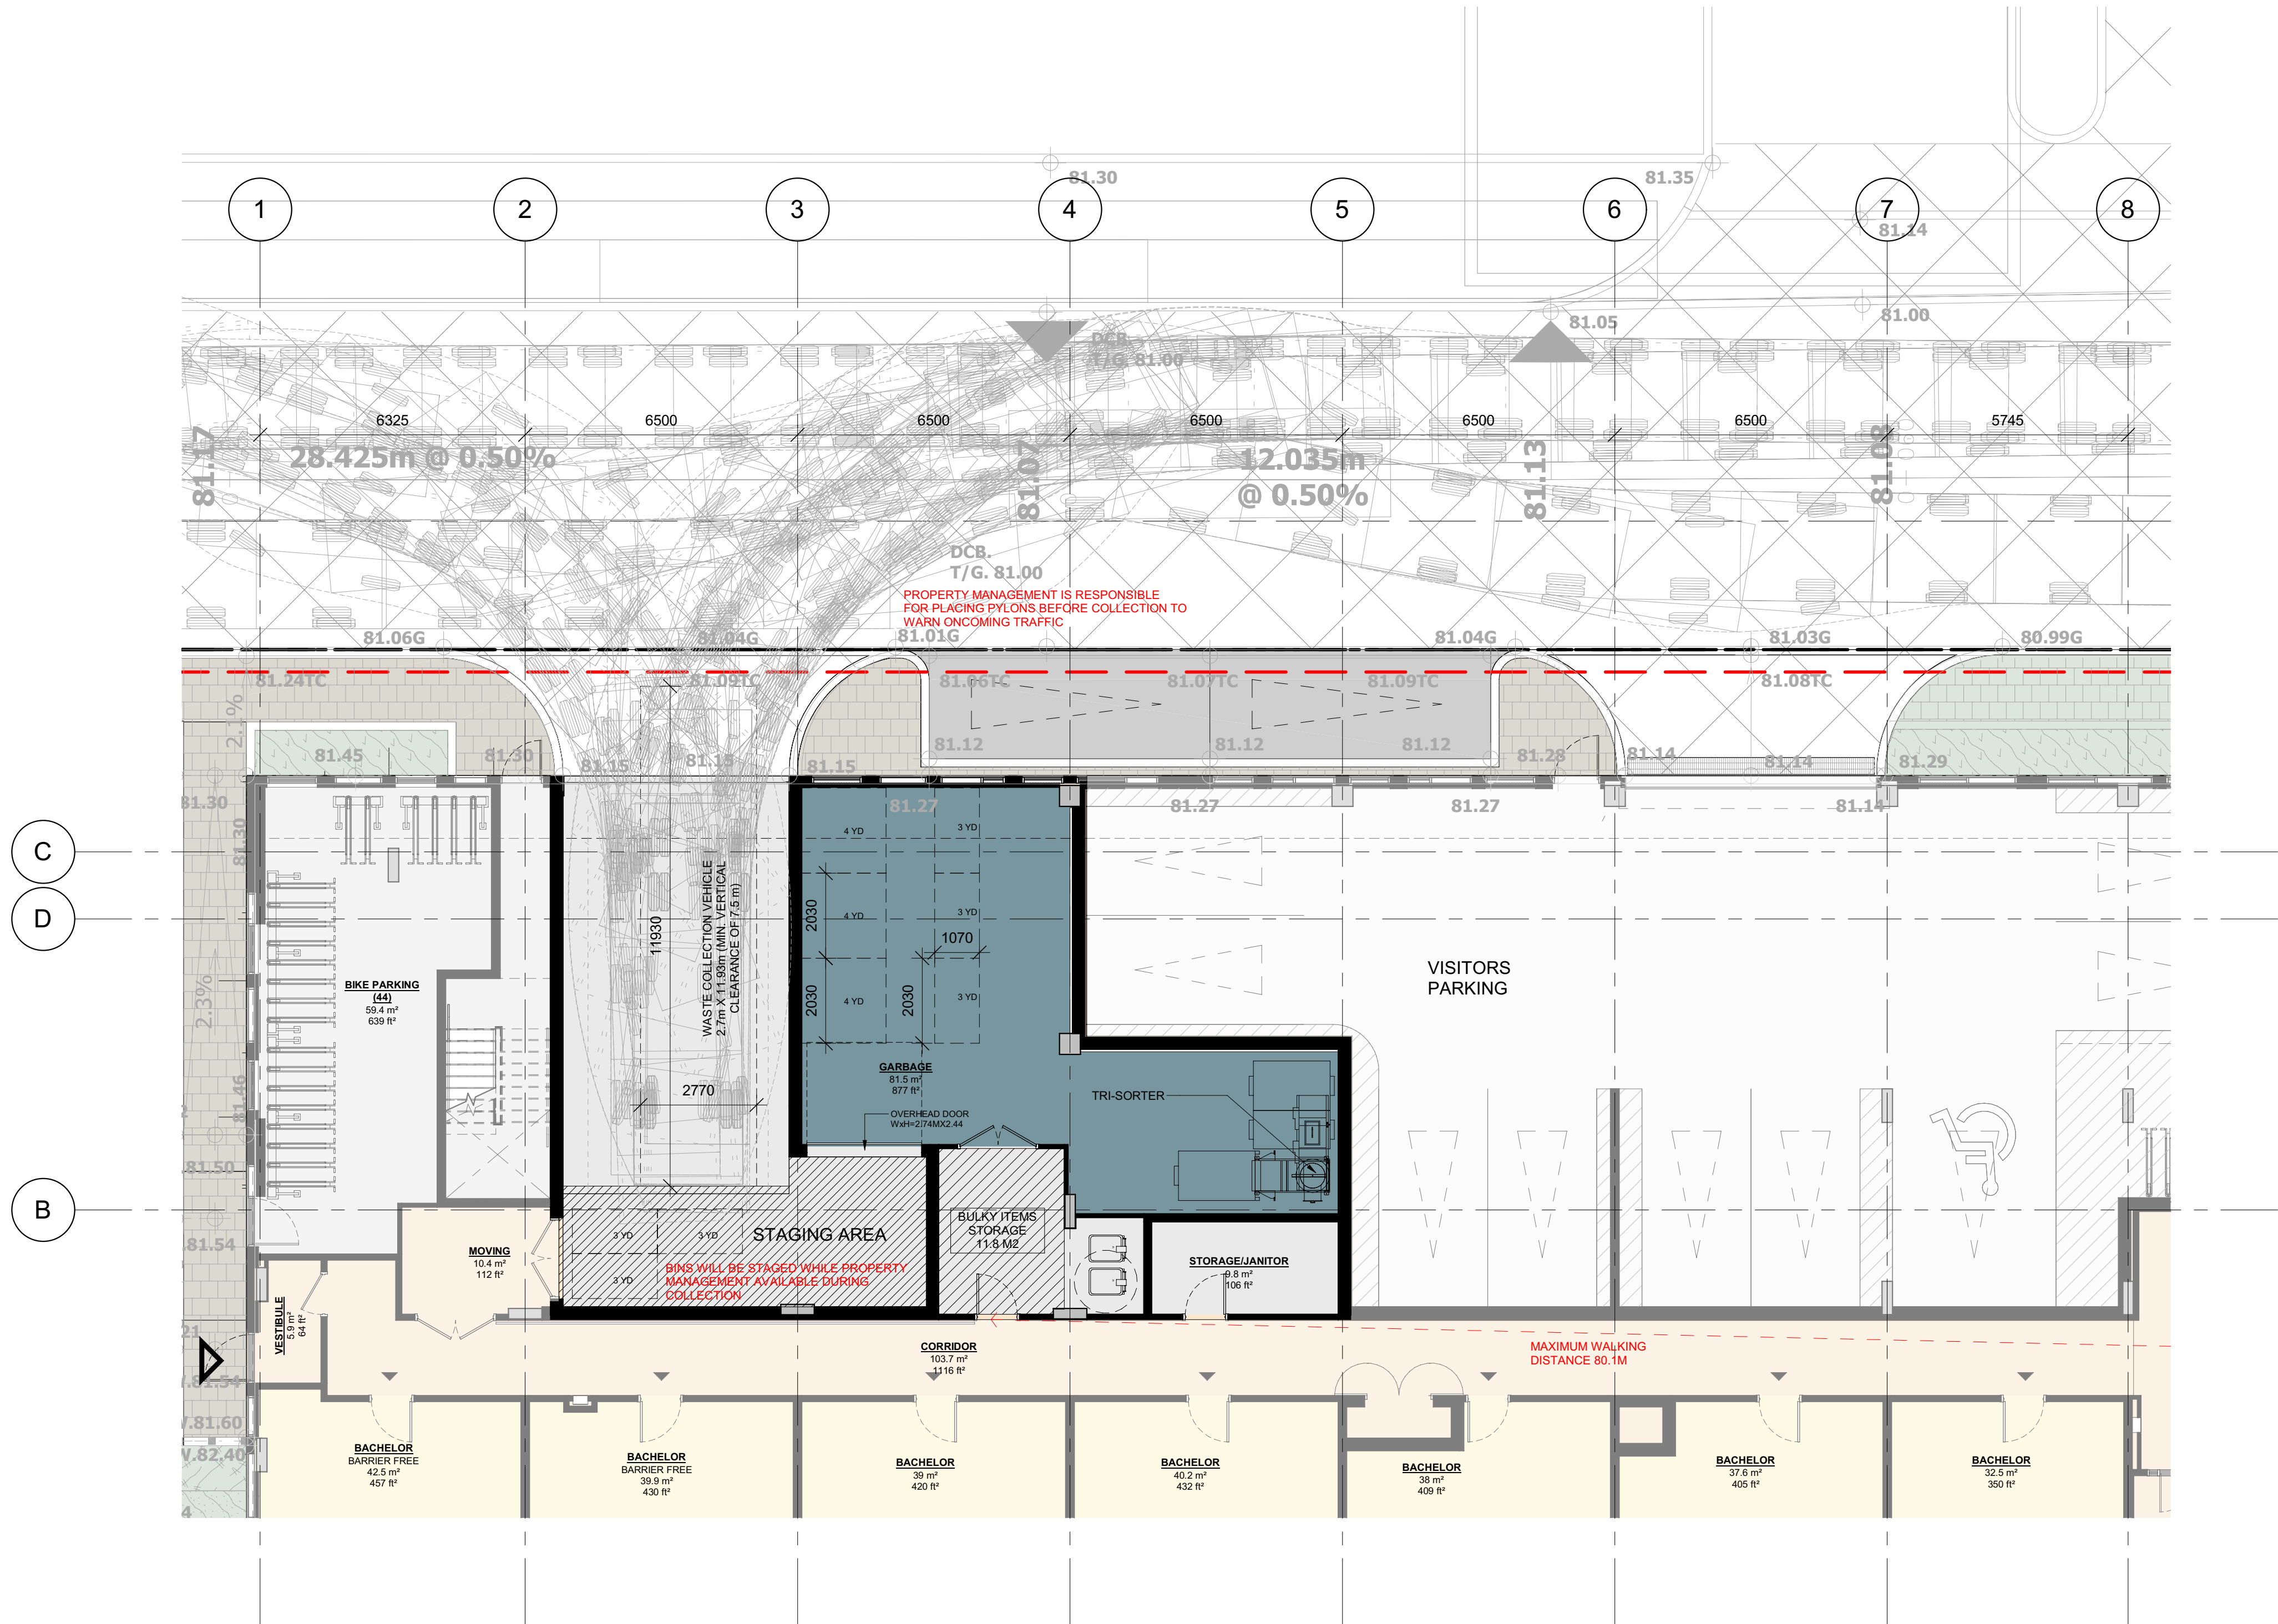 81.30
81.35
1
2
3
4
5
6
7
8
81.14
81.05
81.00
DCB.
T/G. 81.00
6325
6500
6500
6500
6500
6500
5745
81.17
28.425m @ 0.50%
81.07
12.035m
@ 0.50%
81.13
81.08
DCB.
T/G. 81.00
PROPERTY MANAGEMENT IS RESPONSIBLE
FOR PLACING PYLONS BEFORE COLLECTION TO
WARN ONCOMING TRAFFIC
81.06G
81.04G
81.01G
81.04G
81.03G
80.99G
81.24TC
81.09TC
81.06TC
81.07TC
81.09TC
81.08TC
2.1%
81.45
81.30
81.15
81.15
81.15
81.12
81.12
81.12
81.28
81.14
81.14
81.29
81.30
81.30
81.27
81.27
81.27
81.14
C
D
B
4 YD
3 YD
4 YD
3 YD
4 YD
3 YD
2030
2030
2030
1070
11930
2770
WASTE COLLECTION VEHICLE
2.7m X 11.93m (MIN. VERTICAL
CLEARANCE OF 7.5 m)
VISITORS
PARKING
BIKE PARKING
(44)
59.4 m²
639 ft²
2.3%
81.46
81.50
81.54
GARBAGE
81.5 m²
877 ft²
OVERHEAD DOOR
WxH=2.74MX2.44
TRI-SORTER
3 YD
3 YD
3 YD
STAGING AREA
BINS WILL BE STAGED WHILE PROPERTY
MANAGEMENT AVAILABLE DURING
COLLECTION
BULKY ITEMS
STORAGE
11.8 M2
STORAGE/JANITOR
9.8 m²
106 ft²
MOVING
10.4 m²
112 ft²
VESTIBULE
5.9 m²
64 ft²
CORRIDOR
103.7 m²
1116 ft²
MAXIMUM WALKING
DISTANCE 80.1M
21
.81.54
.81.60
.82.40
4
BACHELOR
BARRIER FREE
42.5 m²
457 ft²
BACHELOR
BARRIER FREE
39.9 m²
430 ft²
BACHELOR
39 m²
420 ft²
BACHELOR
40.2 m²
432 ft²
BACHELOR
38 m²
409 ft²
BACHELOR
37.6 m²
405 ft²
BACHELOR
32.5 m²
350 ft²